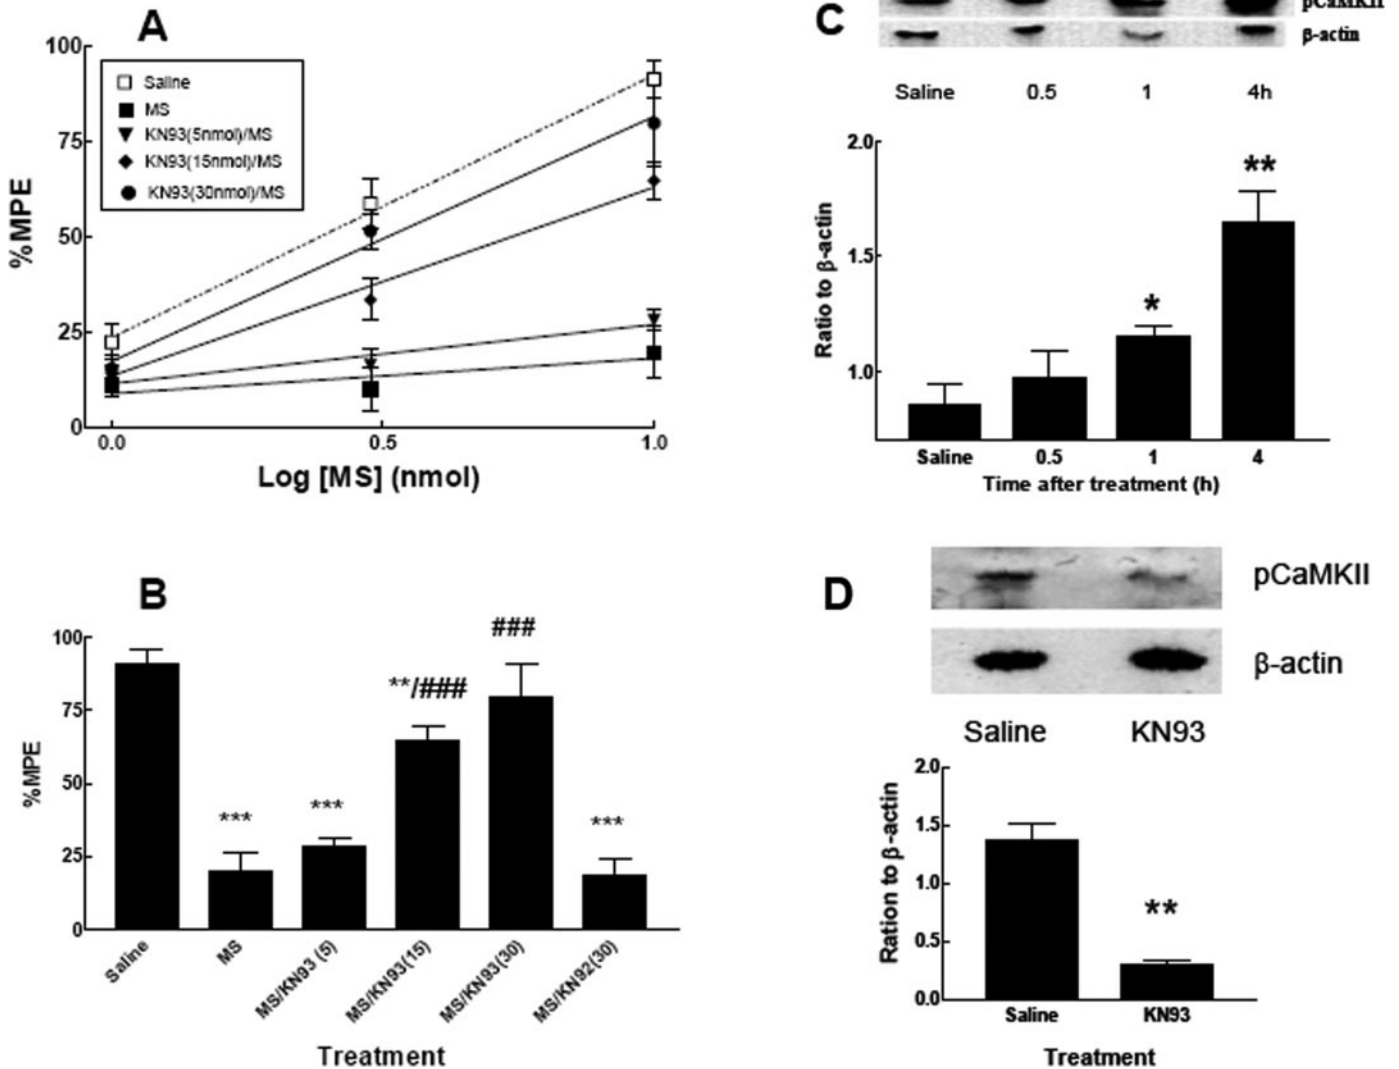 A
100
75
50
25
0
%MPE
Saline
MS
KN93(5nmol)/MS
KN93(15nmol)/MS
KN93(30nmol)/MS
0.0 0.5 1.0
Log [MS] (nmol)
B
100
75
50
25
0
%MPE
***
***
**/###
###
***
Saline
MS
MS/KN93 (5)
MS/KN93(15)
MS/KN93(30)
MS/KN92(30)
Treatment
C
pCaMKII
β-actin
Saline 0.5 1 4h
2.0
1.5
1.0
Ratio to β-actin
*
**
Saline 0.5 1 4
Time after treatment (h)
D
pCaMKII
β-actin
Saline KN93
2.0
1.5
1.0
0.5
0.0
Ration to β-actin
**
Saline KN93
Treatment